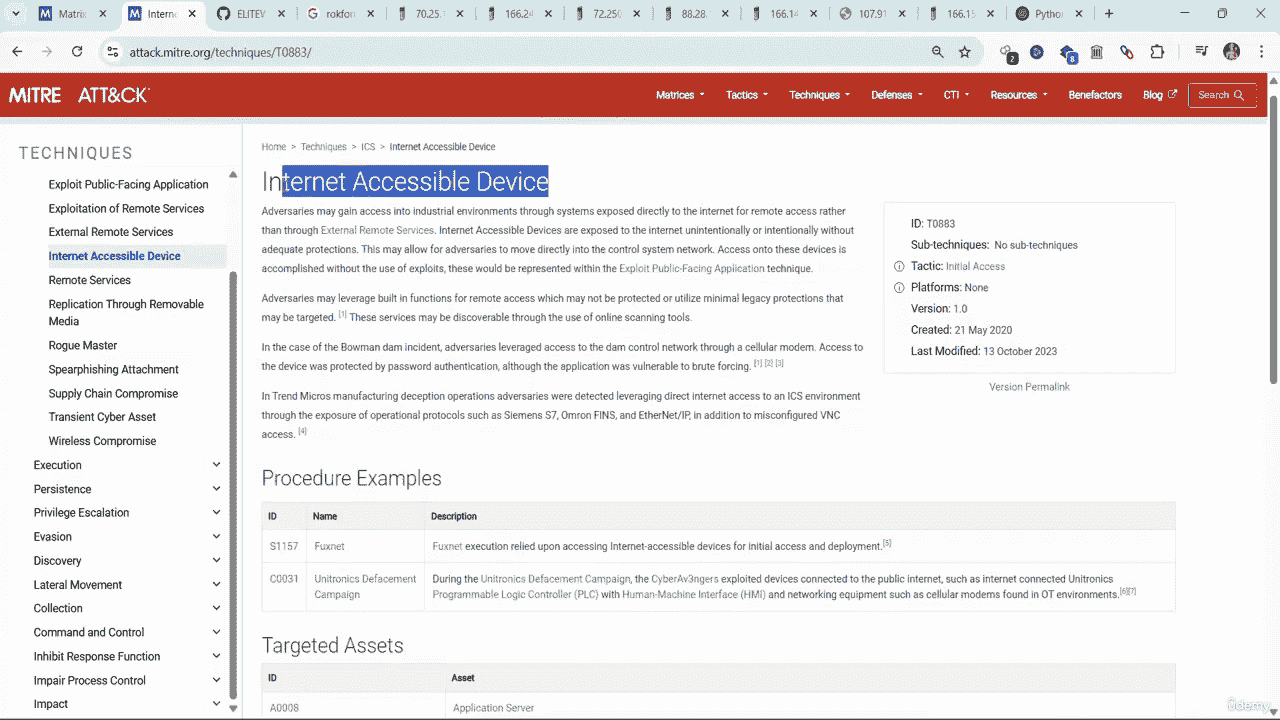 Matrix
Internet
ELITEV
rokfon
70.25.1
166.24
72.250
88.28.
166.14
107.91
166.15
Python
attack.mitre.org/techniques/T0883/
2
8
MITRE ATT&CK®
Matrices
Tactics
Techniques
Defenses
CTI
Resources
Benefactors
Blog
Search
TECHNIQUES
Exploit Public-Facing Application
Exploitation of Remote Services
External Remote Services
Internet Accessible Device
Remote Services
Replication Through Removable
Media
Rogue Master
Spearphishing Attachment
Supply Chain Compromise
Transient Cyber Asset
Wireless Compromise
Execution
Persistence
Privilege Escalation
Evasion
Discovery
Lateral Movement
Collection
Command and Control
Inhibit Response Function
Impair Process Control
Impact
Home > Techniques > ICS > Internet Accessible Device
Internet Accessible Device
Adversaries may gain access into industrial environments through systems exposed directly to the internet for remote access rather
than through External Remote Services. Internet Accessible Devices are exposed to the internet unintentionally or intentionally without
adequate protections. This may allow for adversaries to move directly into the control system network. Access onto these devices is
accomplished without the use of exploits, these would be represented within the Exploit Public-Facing Application technique.
Adversaries may leverage built in functions for remote access which may not be protected or utilize minimal legacy protections that
may be targeted. [1] These services may be discoverable through the use of online scanning tools.
In the case of the Bowman dam incident, adversaries leveraged access to the dam control network through a cellular modem. Access to
the device was protected by password authentication, although the application was vulnerable to brute forcing. [1] [2] [3]
In Trend Micros manufacturing deception operations adversaries were detected leveraging direct internet access to an ICS environment
through the exposure of operational protocols such as Siemens S7, Omron FINS, and EtherNet/IP, in addition to misconfigured VNC
access. [4]
ID: T0883
Sub-techniques: No sub-techniques
Tactic: Initial Access
Platforms: None
Version: 1.0
Created: 21 May 2020
Last Modified: 13 October 2023
Version Permalink
Procedure Examples
ID Name Description
S1157 Fuxnet Fuxnet execution relied upon accessing Internet-accessible devices for initial access and deployment.[5]
C0031 Unitronics Defacement Campaign During the Unitronics Defacement Campaign, the CyberAv3ngers exploited devices connected to the public internet, such as internet connected Unitronics
Programmable Logic Controller (PLC) with Human-Machine Interface (HMI) and networking equipment such as cellular modems found in OT environments.[6][7]
Targeted Assets
ID Asset
A0008 Application Server
ûdemy